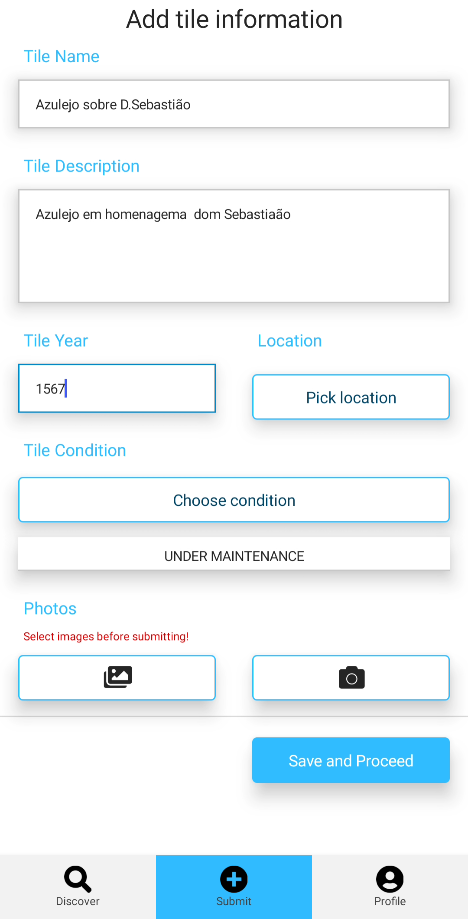 Add tile information
Tile Name
Azulejo sobre D.Sebastião
Tile Description
Azulejo em homenagema  dom Sebastiaão
Tile Year
Location
1567
Pick location
Tile Condition
Choose condition
UNDER MAINTENANCE
Photos
Select images before submitting!
Save and Proceed
Discover
Submit
Profile